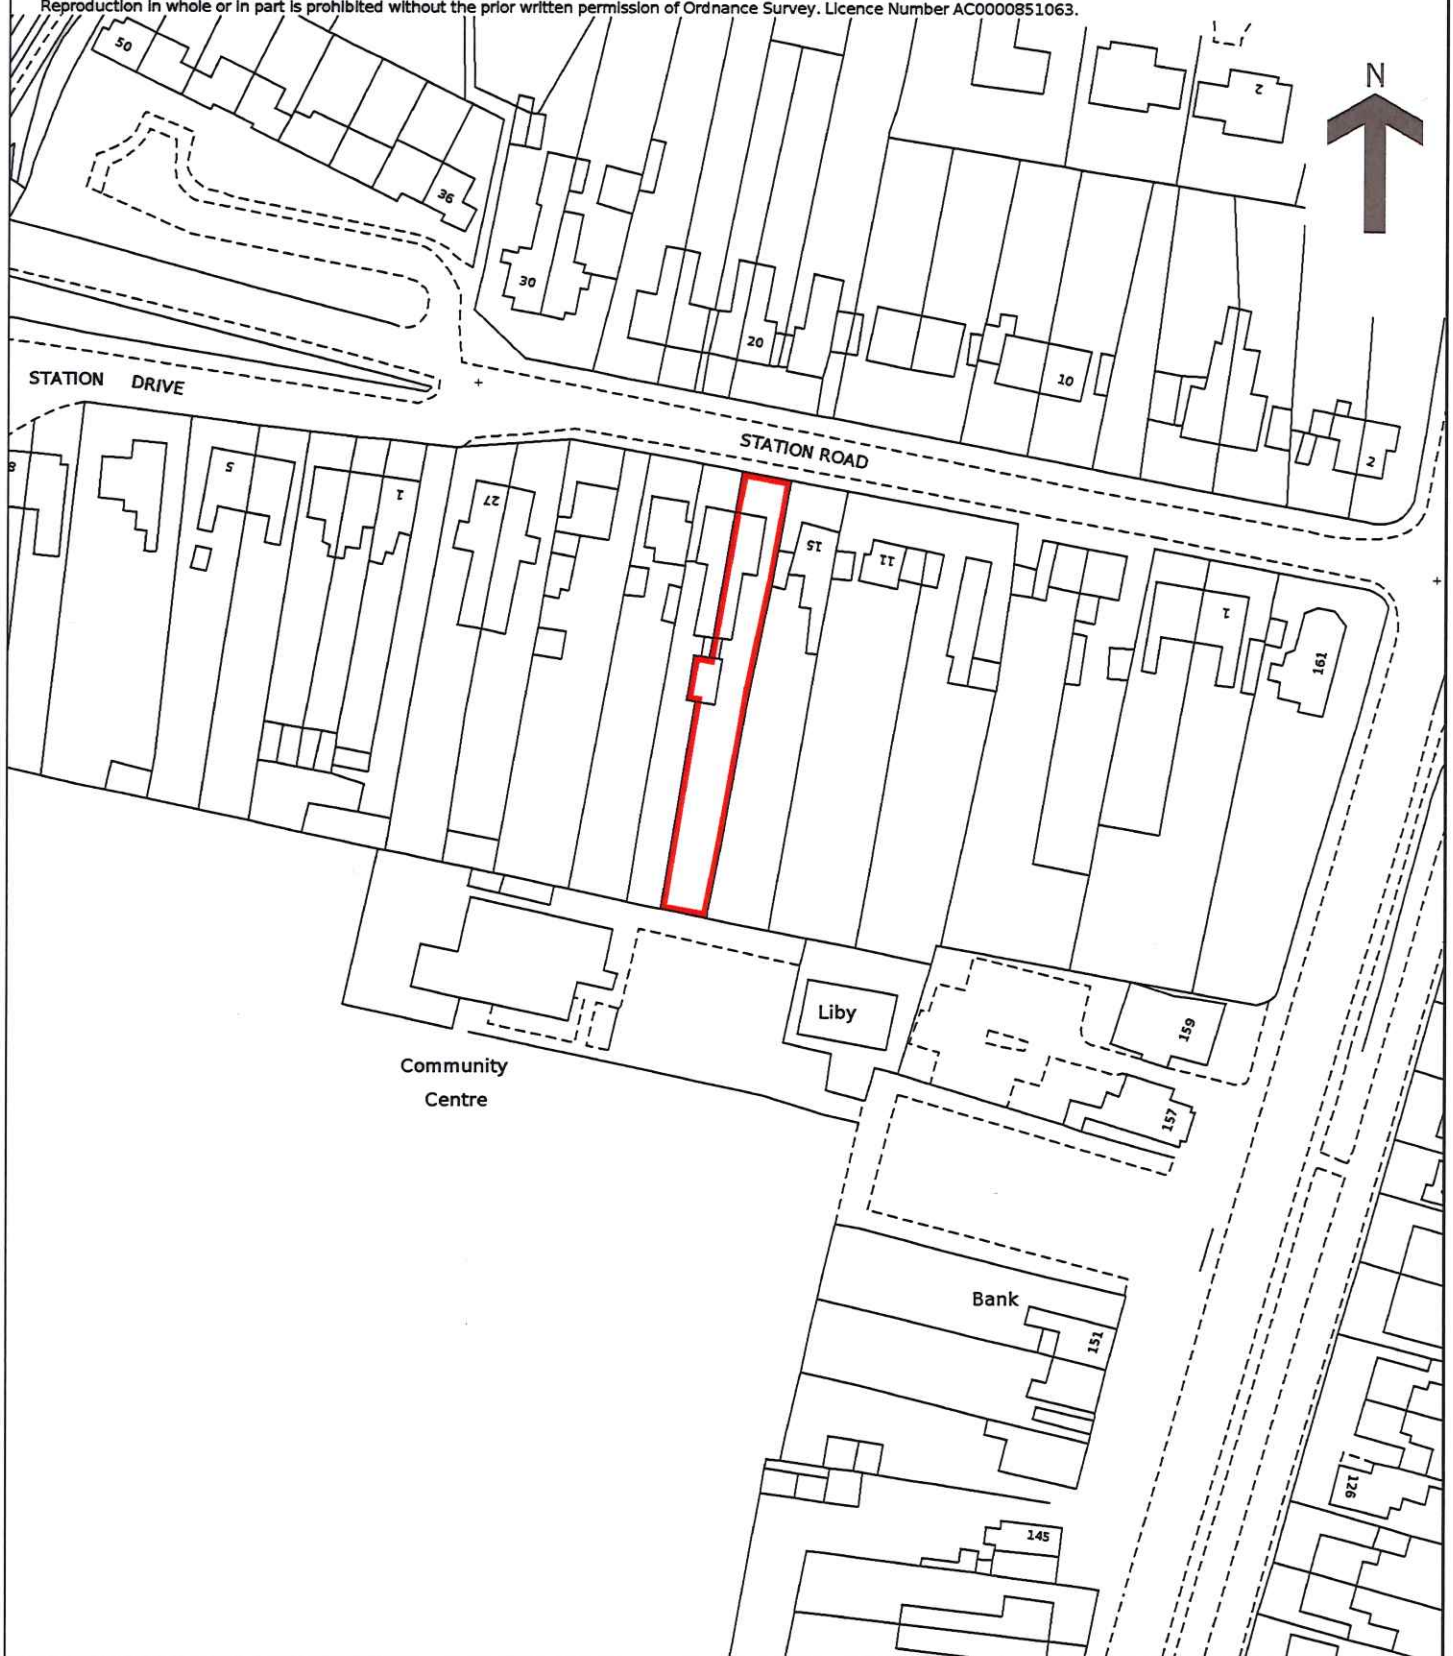 Reproduction in whole or in part is prohibited without the prior written permission of Ordnance Survey. Licence Number AC0000851063.
50
2
N
36
30
20
10
2
STATION DRIVE
STATION ROAD
8
5
1
27
15
11
1
161
Liby
159
Community
Centre
157
Bank
151
126
145